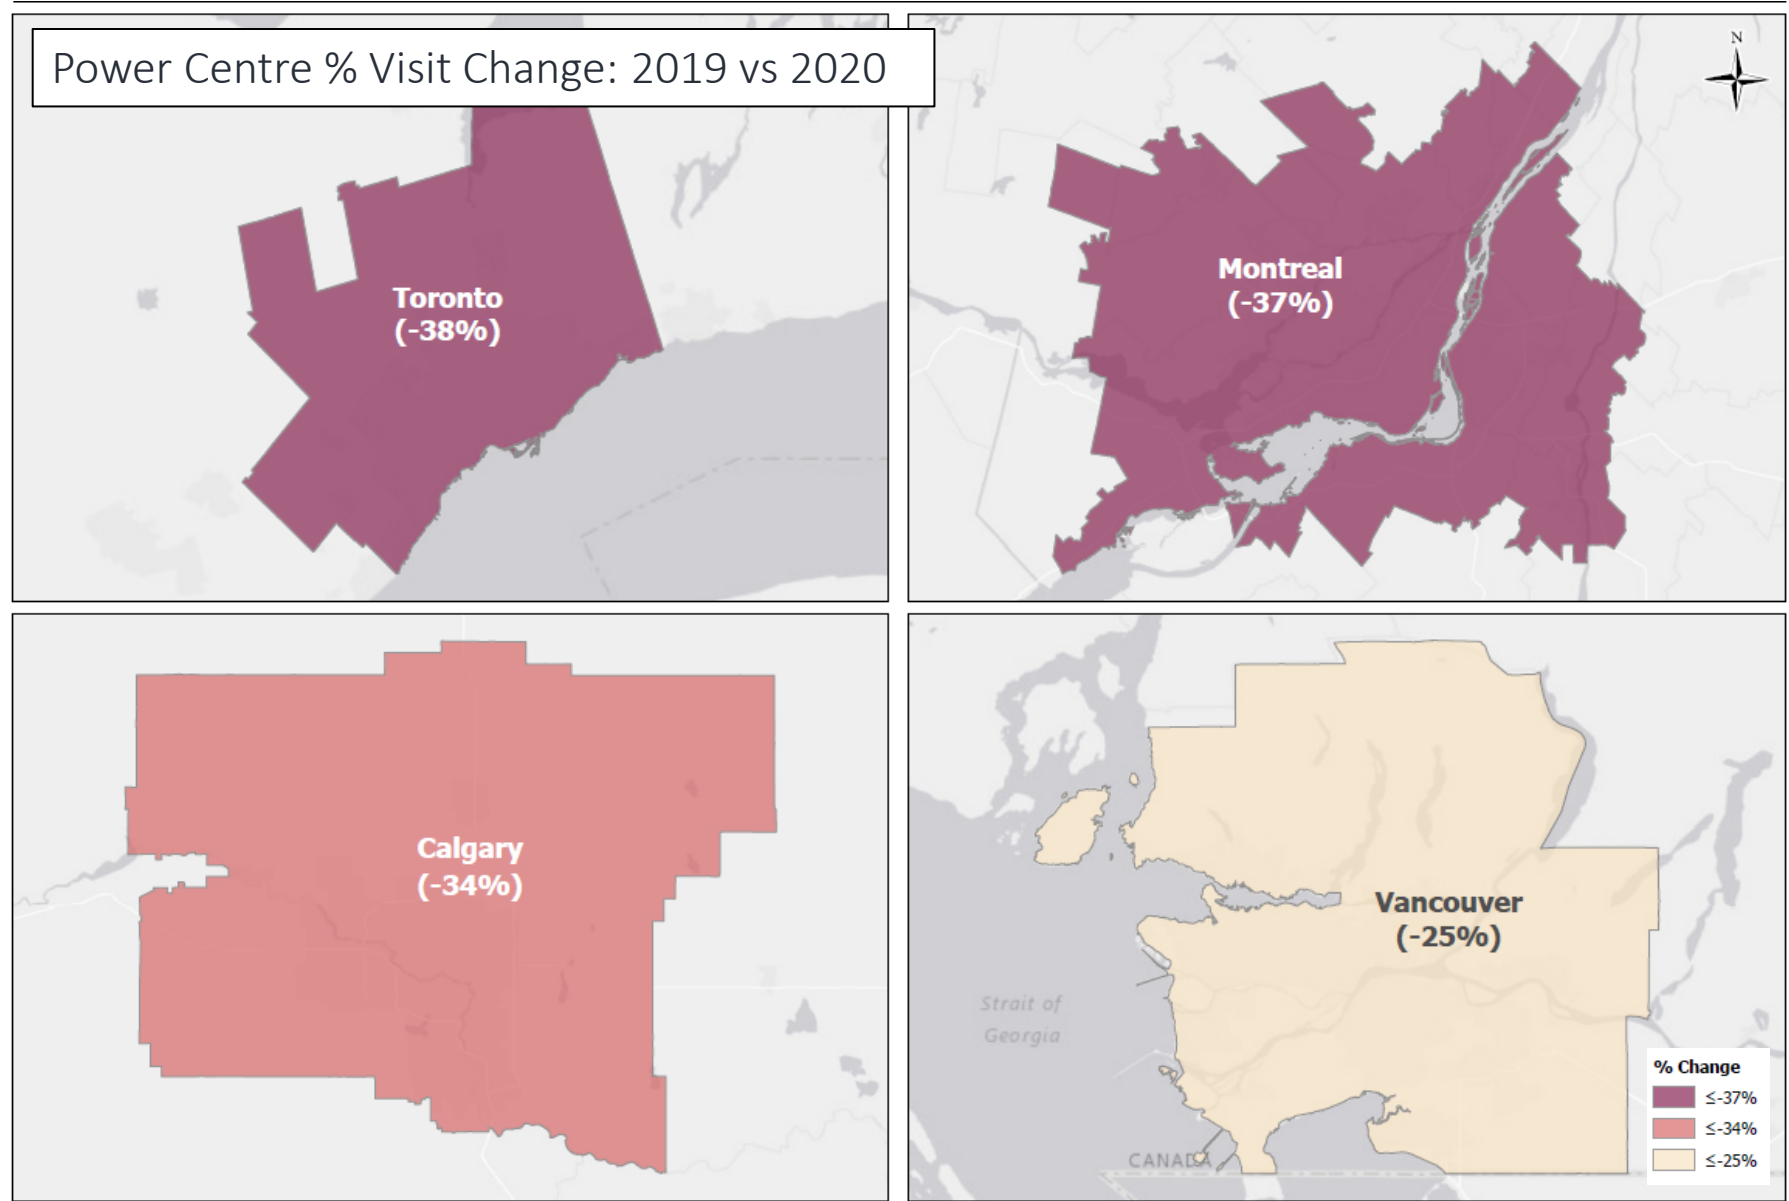 Power Centre % Visit Change: 2019 vs 2020
N
Toronto
(-38%)
Montreal
(-37%)
Calgary
(-34%)
Vancouver
(-25%)
Strait of
Georgia
CANADA
% Change
≤-37%
≤-34%
≤-25%